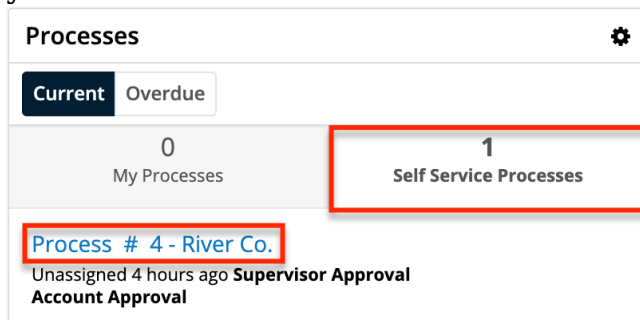 Processes
Current Overdue
0 1
My Processes Self Service Processes
Process # 4 - River Co.
Unassigned 4 hours ago Supervisor Approval
Account Approval